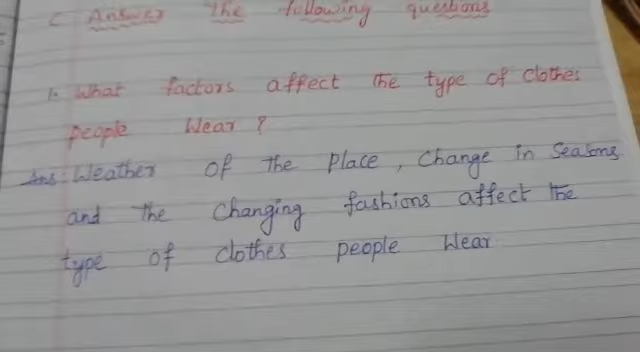 C Answer the following questions
1. What factors affect the type of clothes
people Wear ?
Ans: Weather of the Place, Change in Seasons
and the Changing fashions affect the
type of clothes people Wear